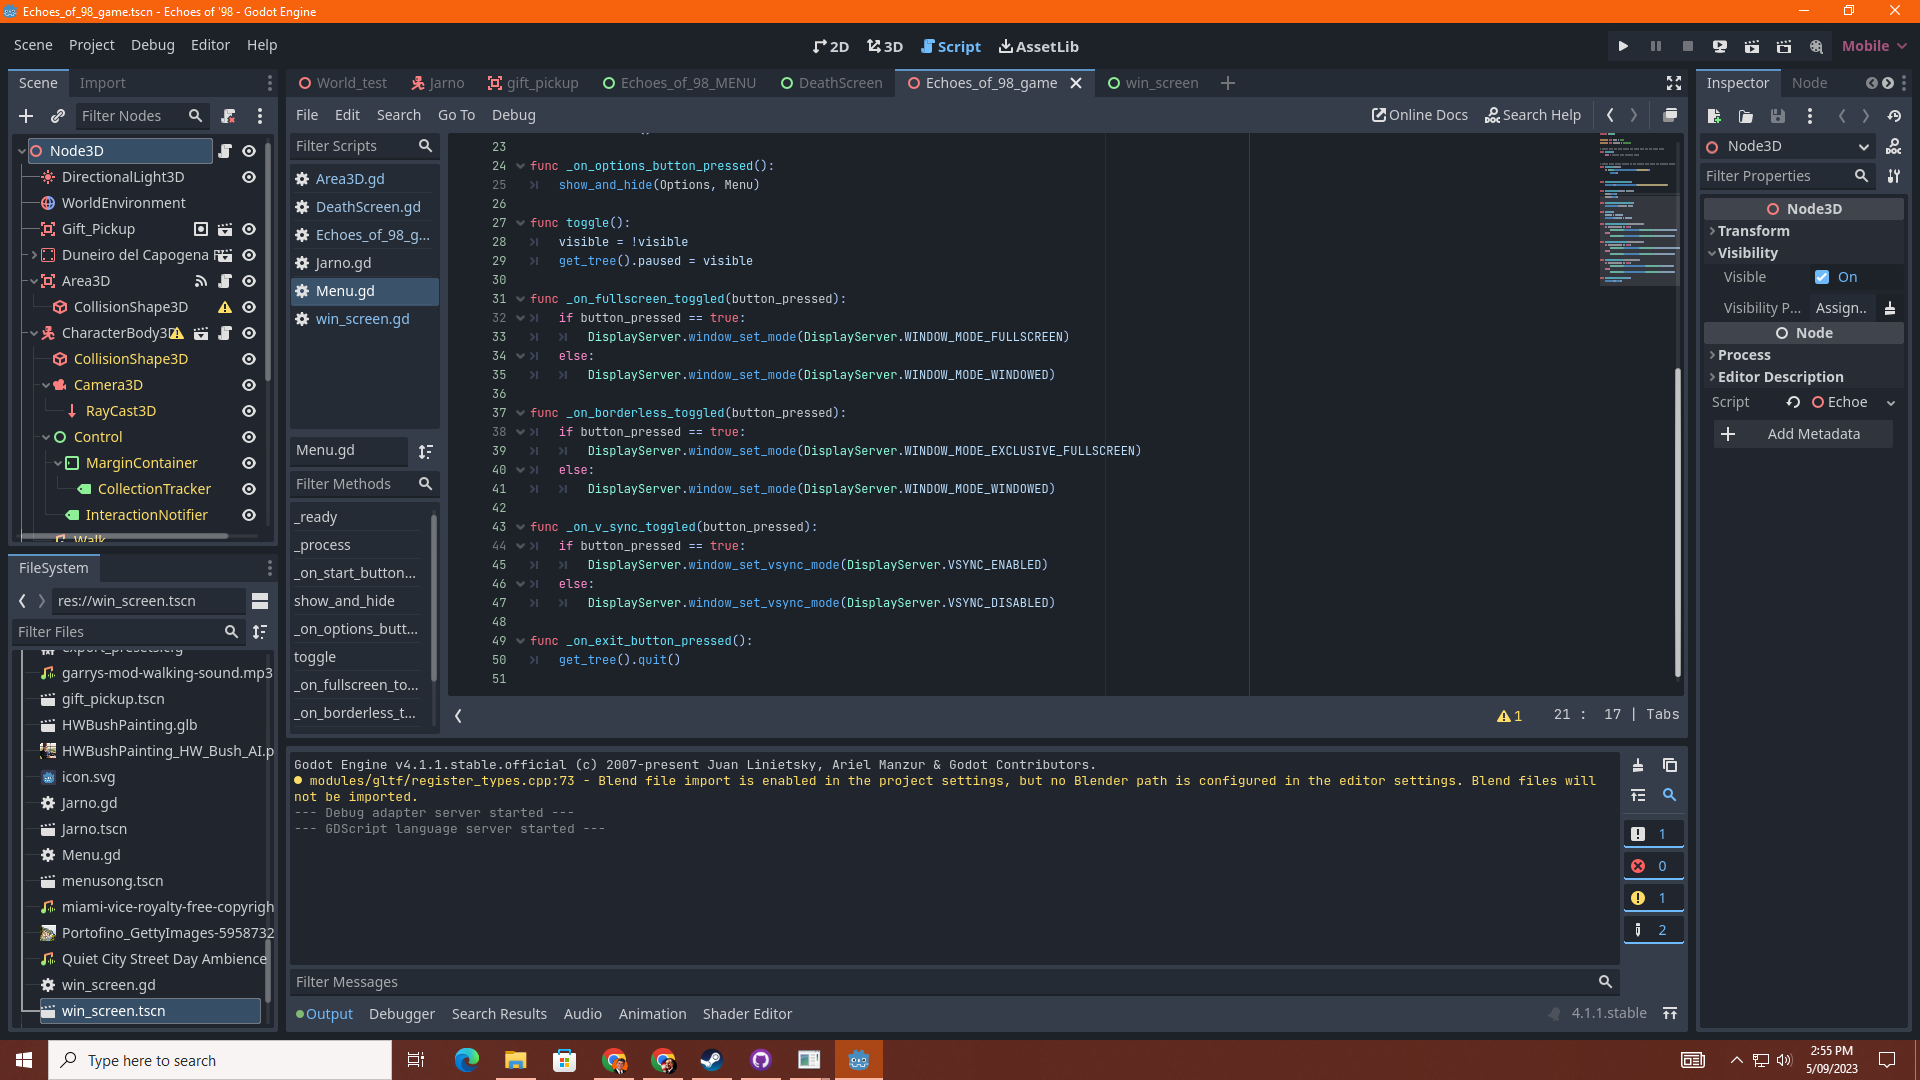 Echoes_of_98_game.tscn - Echoes of '98 - Godot Engine
Scene Project Debug Editor Help
2D 3D Script AssetLib
Mobile
Scene Import
Filter Nodes
Node3D
DirectionalLight3D
WorldEnvironment
Gift_Pickup
Duneiro del Capogena
Area3D
CollisionShape3D
CharacterBody3D
CollisionShape3D
Camera3D
RayCast3D
Control
MarginContainer
CollectionTracker
InteractionNotifier
Walk
FileSystem
res://win_screen.tscn
Filter Files
export_presets.cfg
garrys-mod-walking-sound.mp3
gift_pickup.tscn
HWBushPainting.glb
HWBushPainting_HW_Bush_AI.p
icon.svg
Jarno.gd
Jarno.tscn
Menu.gd
menusong.tscn
miami-vice-royalty-free-copyrigh
Portofino_GettyImages-5958732
Quiet City Street Day Ambience
win_screen.gd
win_screen.tscn
World_test Jarno gift_pickup Echoes_of_98_MENU DeathScreen Echoes_of_98_game win_screen
File Edit Search Go To Debug
Online Docs Search Help
Filter Scripts
Area3D.gd
DeathScreen.gd
Echoes_of_98_g...
Jarno.gd
Menu.gd
win_screen.gd
Menu.gd
Filter Methods
_ready
_process
_on_start_button...
show_and_hide
_on_options_butt...
toggle
_on_fullscreen_to...
_on_borderless_t...
23
24 func _on_options_button_pressed():
25 show_and_hide(Options, Menu)
26
27 func toggle():
28 visible = !visible
29 get_tree().paused = visible
30
31 func _on_fullscreen_toggled(button_pressed):
32 if button_pressed == true:
33 DisplayServer.window_set_mode(DisplayServer.WINDOW_MODE_FULLSCREEN)
34 else:
35 DisplayServer.window_set_mode(DisplayServer.WINDOW_MODE_WINDOWED)
36
37 func _on_borderless_toggled(button_pressed):
38 if button_pressed == true:
39 DisplayServer.window_set_mode(DisplayServer.WINDOW_MODE_EXCLUSIVE_FULLSCREEN)
40 else:
41 DisplayServer.window_set_mode(DisplayServer.WINDOW_MODE_WINDOWED)
42
43 func _on_v_sync_toggled(button_pressed):
44 if button_pressed == true:
45 DisplayServer.window_set_vsync_mode(DisplayServer.VSYNC_ENABLED)
46 else:
47 DisplayServer.window_set_vsync_mode(DisplayServer.VSYNC_DISABLED)
48
49 func _on_exit_button_pressed():
50 get_tree().quit()
51
1 21 : 17 | Tabs
Godot Engine v4.1.1.stable.official (c) 2007-present Juan Linietsky, Ariel Manzur & Godot Contributors.
modules/gltf/register_types.cpp:73 - Blend file import is enabled in the project settings, but no Blender path is configured in the editor settings. Blend files will
not be imported.
--- Debug adapter server started ---
--- GDScript language server started ---
1
0
1
2
Filter Messages
Output Debugger Search Results Audio Animation Shader Editor
4.1.1.stable
Inspector Node
Node3D
Filter Properties
Node3D
Transform
Visibility
Visible On
Visibility P... Assign..
Node
Process
Editor Description
Script Echoe
Add Metadata
Type here to search
2:55 PM
5/09/2023